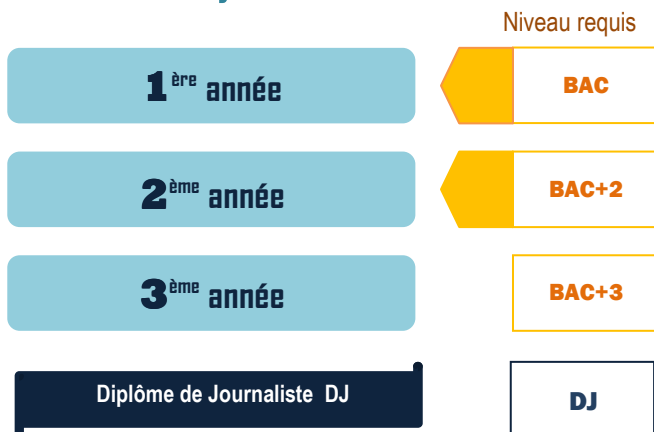 Niveau requis
1ère année
BAC
2ème année
BAC+2
3ème année
BAC+3
Diplôme de Journaliste DJ
DJ